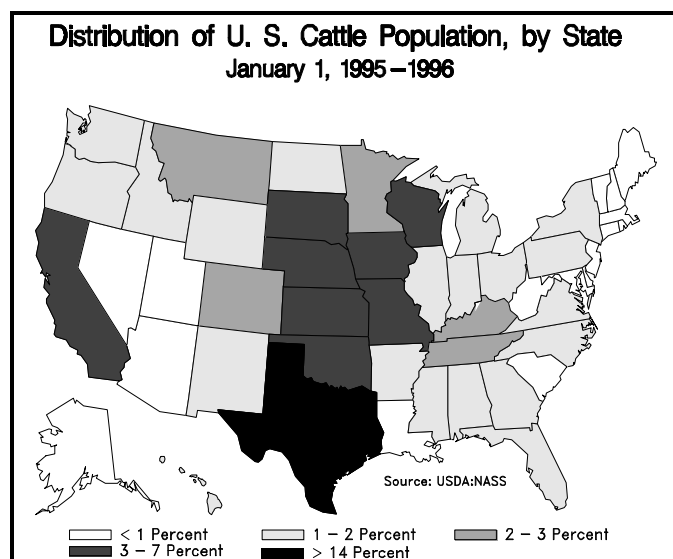 Distribution of U. S. Cattle Population, by State
January 1, 1995–1996
Source: USDA:NASS
< 1 Percent
1 – 2 Percent
2 – 3 Percent
3 – 7 Percent
> 14 Percent